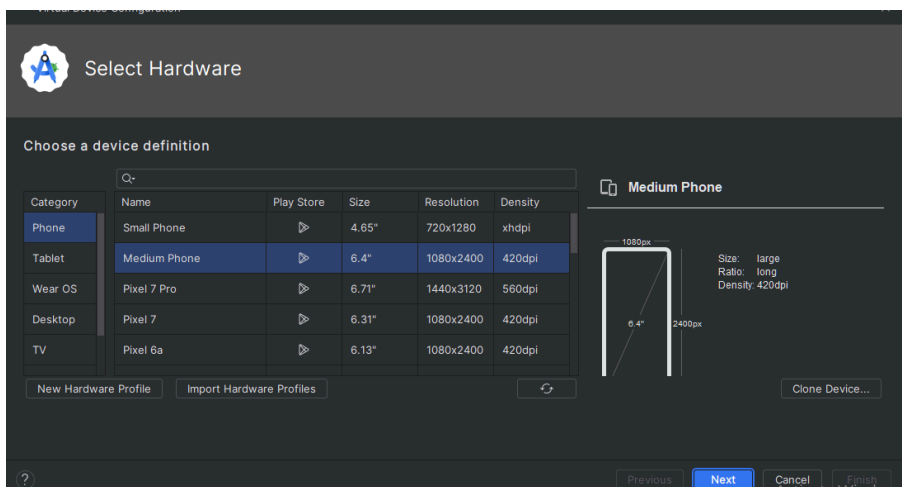 Virtual Device Configuration
Select Hardware
Choose a device definition
Category
Phone
Tablet
Wear OS
Desktop
TV
Name Play Store Size Resolution Density
Small Phone 4.65" 720x1280 xhdpi
Medium Phone 6.4" 1080x2400 420dpi
Pixel 7 Pro 6.71" 1440x3120 560dpi
Pixel 7 6.31" 1080x2400 420dpi
Pixel 6a 6.13" 1080x2400 420dpi
New Hardware Profile Import Hardware Profiles
Medium Phone
1080px
6.4" 2400px
Size: large
Ratio: long
Density: 420dpi
Clone Device...
? Previous Next Cancel Finish